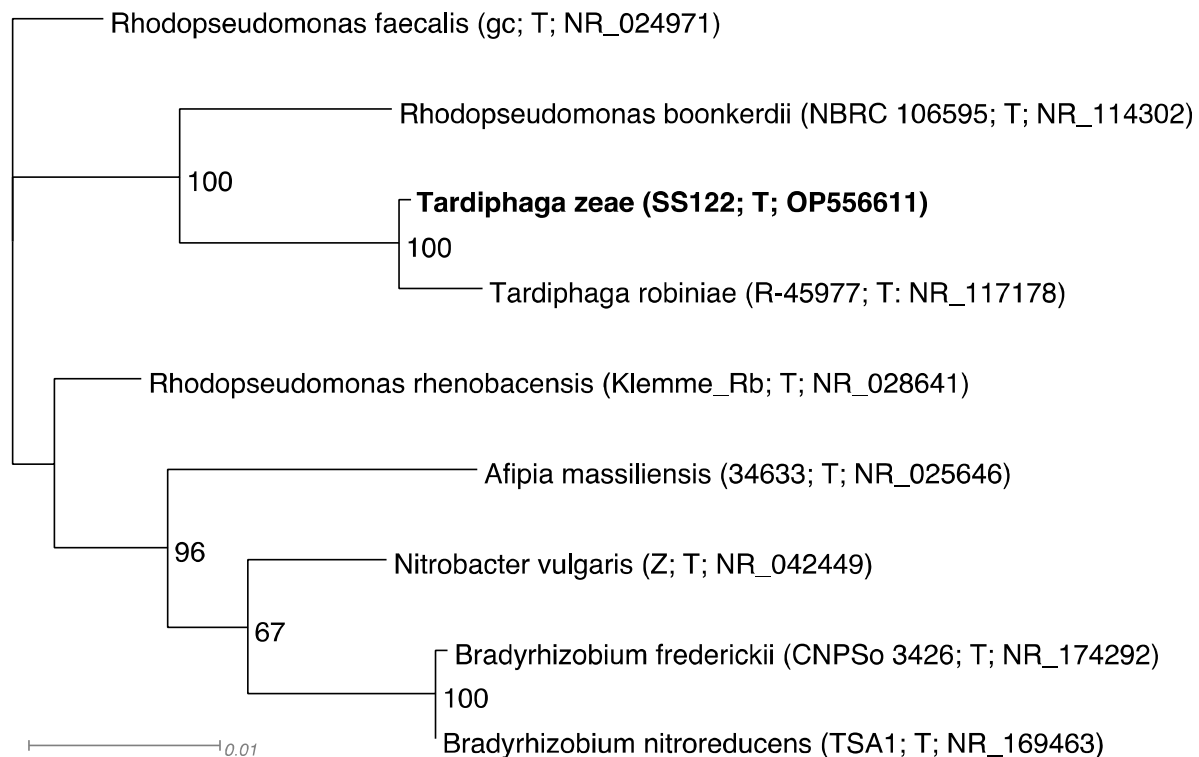 Rhodopseudomonas faecalis (gc; T; NR_024971)
Rhodopseudomonas boonkerdii (NBRC 106595; T; NR_114302)
100
Tardiphaga zeae (SS122; T; OP556611)
100
Tardiphaga robiniae (R-45977; T: NR_117178)
Rhodopseudomonas rhenobacensis (Klemme_Rb; T; NR_028641)
Afipia massiliensis (34633; T; NR_025646)
96
Nitrobacter vulgaris (Z; T; NR_042449)
67
Bradyrhizobium frederickii (CNPSo 3426; T; NR_174292)
100
Bradyrhizobium nitroreducens (TSA1; T; NR_169463)
0.01